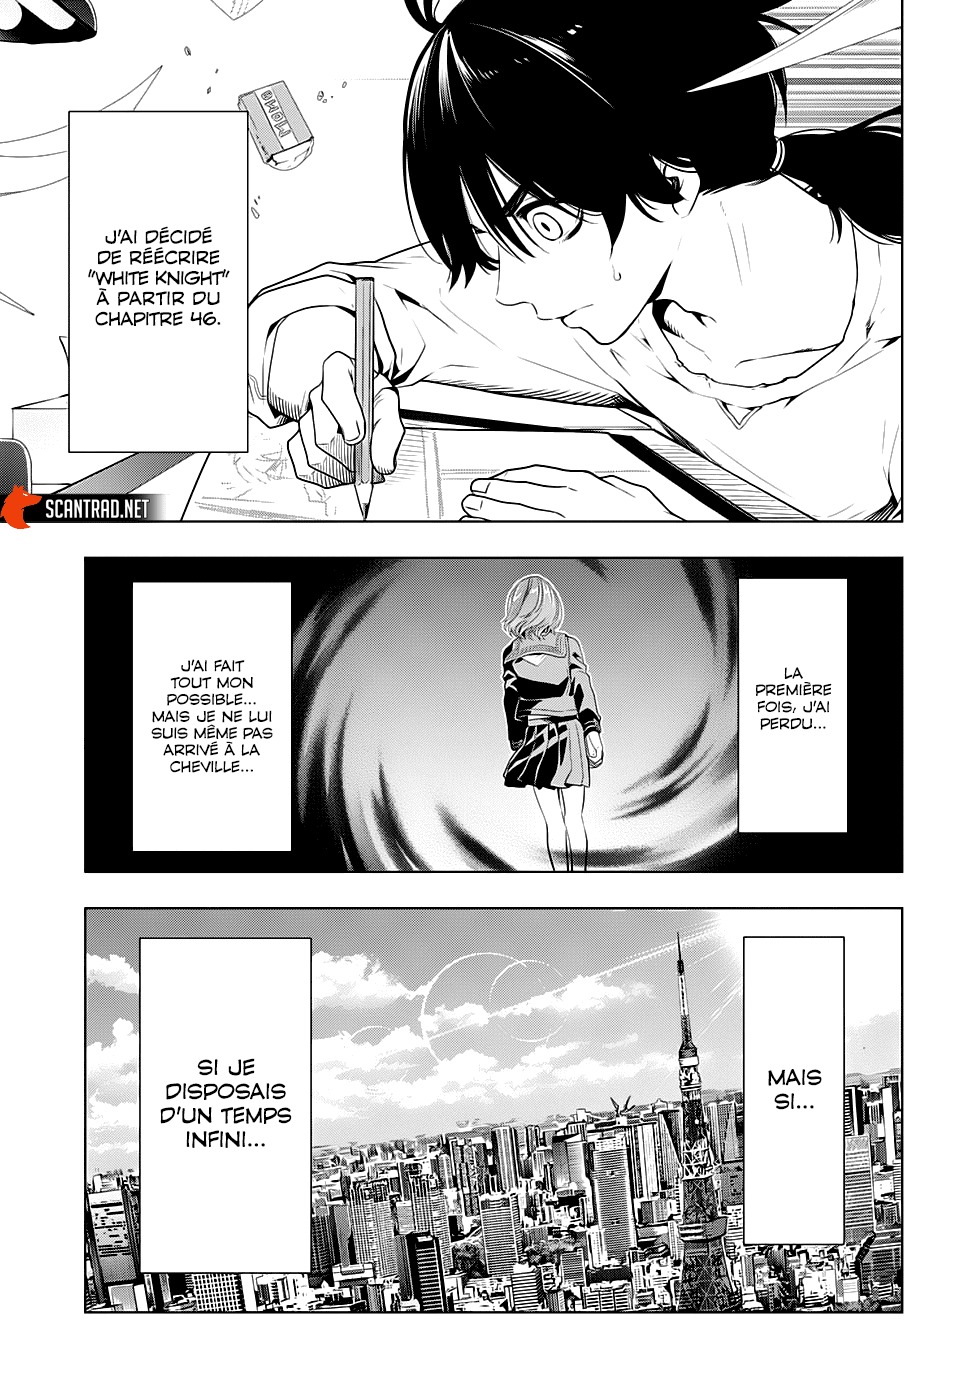 MONO
J'AI DÉCIDÉ
DE RÉÉCRIRE
"WHITE KNIGHT"
À PARTIR DU
CHAPITRE 46.
SCANTRAD.NET
LA
PREMIÈRE
FOIS, J'AI
PERDU...
J'AI FAIT
TOUT MON
POSSIBLE...
MAIS JE NE LUI
SUIS MÊME PAS
ARRIVÉ À LA
CHEVILLE...
MAIS
SI...
SI JE
DISPOSAIS
D'UN TEMPS
INFINI...